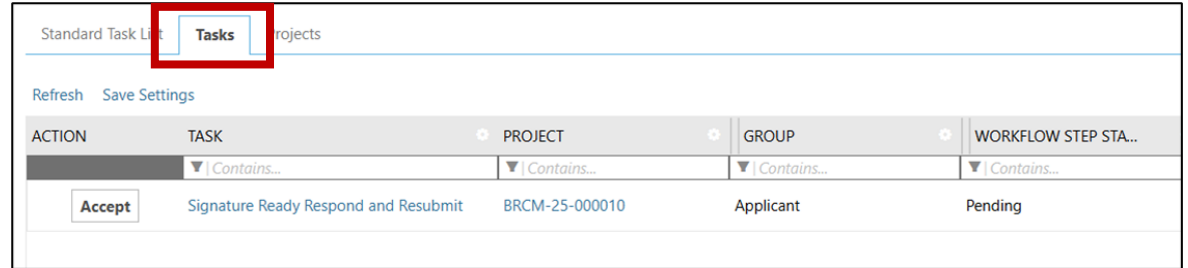 Standard Task Li t Tasks rojects
Refresh Save Settings
ACTION TASK PROJECT GROUP WORKFLOW STEP STA...
Contains... Contains... Contains... Contains...
Accept Signature Ready Respond and Resubmit BRCM-25-000010 Applicant Pending